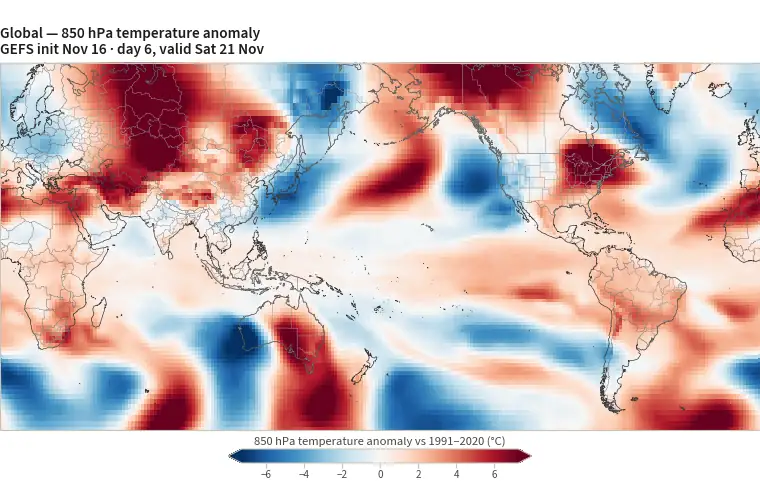 Global — 850 hPa temperature anomaly
GEFS init Nov 16 · day 6, valid Sat 21 Nov
850 hPa temperature anomaly vs 1991–2020 (°C)
−6 −4 −2 0 2 4 6